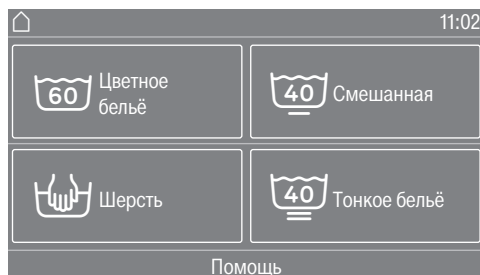 11:02
60 Цветное
бельё
40 Смешанная
Шерсть
40 Тонкое бельё
Помощь